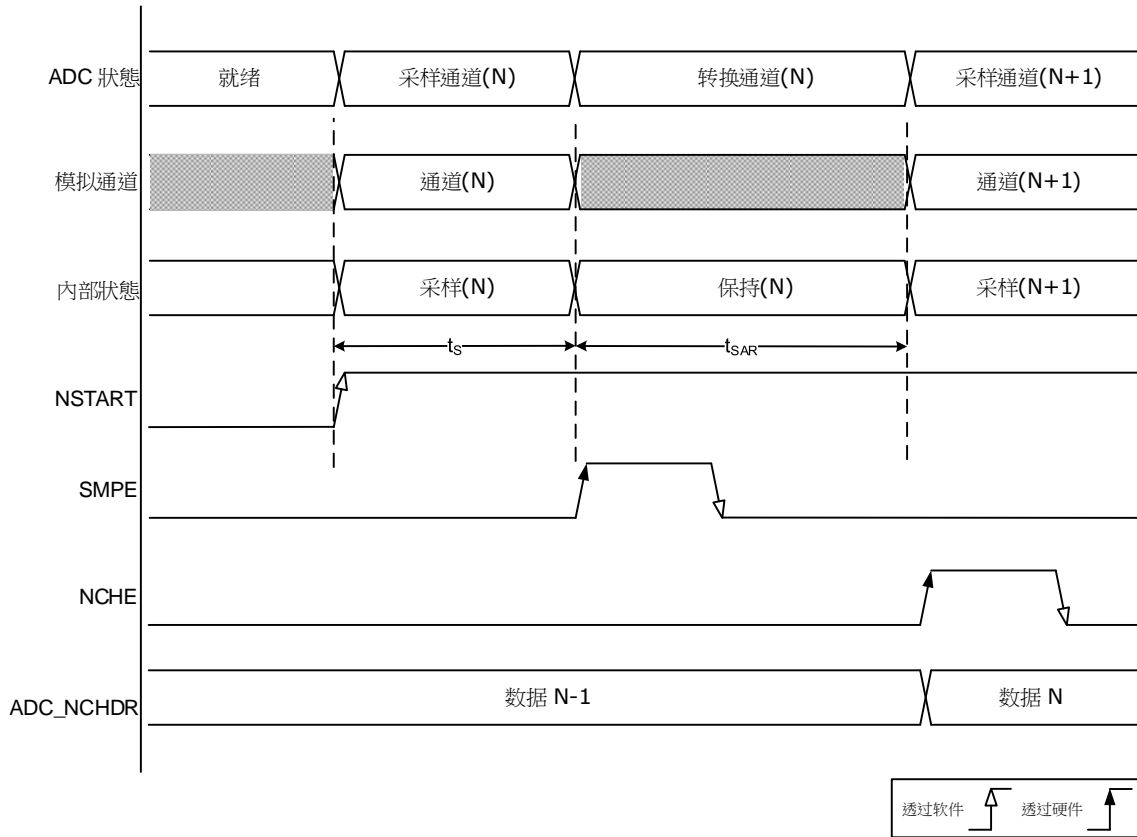 ADC 狀態
就绪
采样通道(N)
转换通道(N)
采样通道(N+1)
模拟通道
通道(N)
通道(N+1)
内部狀態
采样(N)
保持(N)
采样(N+1)
tS
tSAR
NSTART
SMPE
NCHE
ADC_NCHDR
数据 N-1
数据 N
透过软件
透过硬件